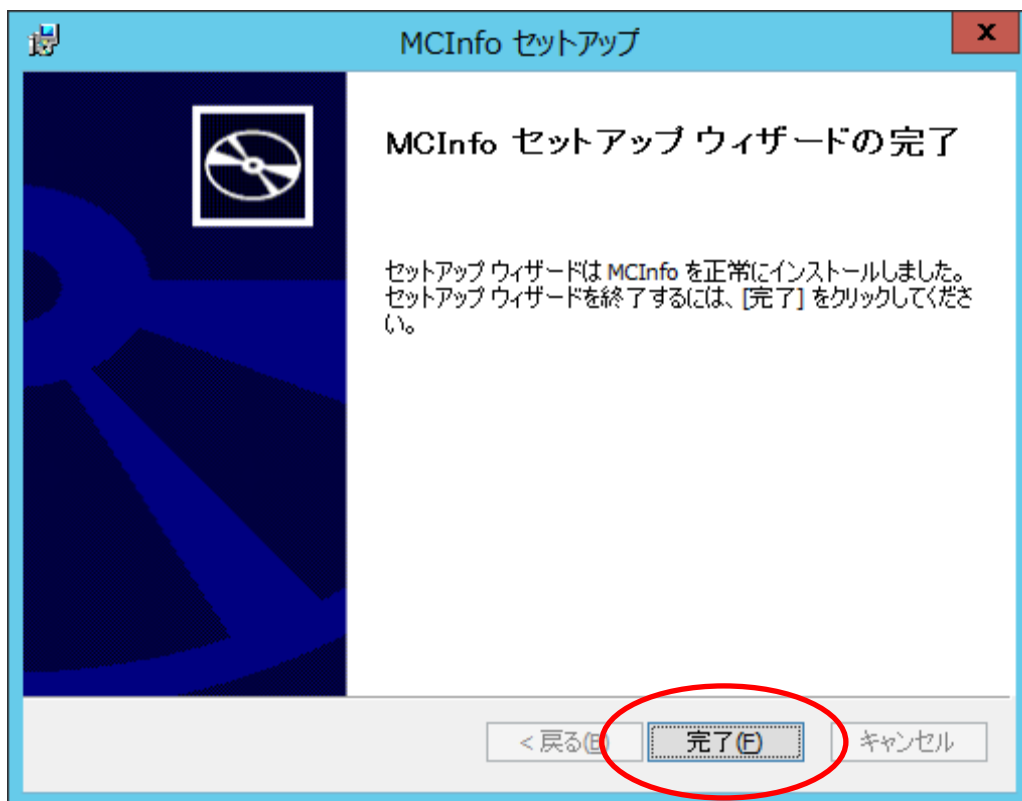 MCInfo セットアップ
x
MCInfo セットアップ ウィザードの完了
セットアップ ウィザードは MCInfo を正常にインストールしました。
セットアップ ウィザードを終了するには、[完了] をクリックしてくださ
い。
< 戻る(B)
完了(F)
キャンセル